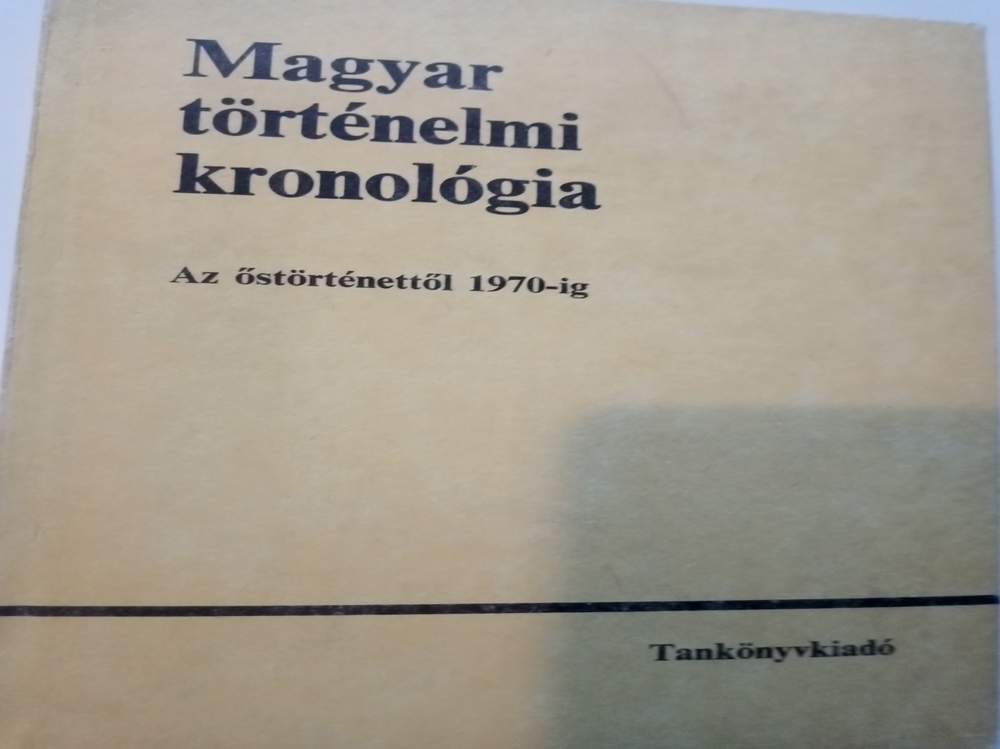 Magyar
történelmi
kronológia
Az őstörténettől 1970-ig
Tankönyvkiadó